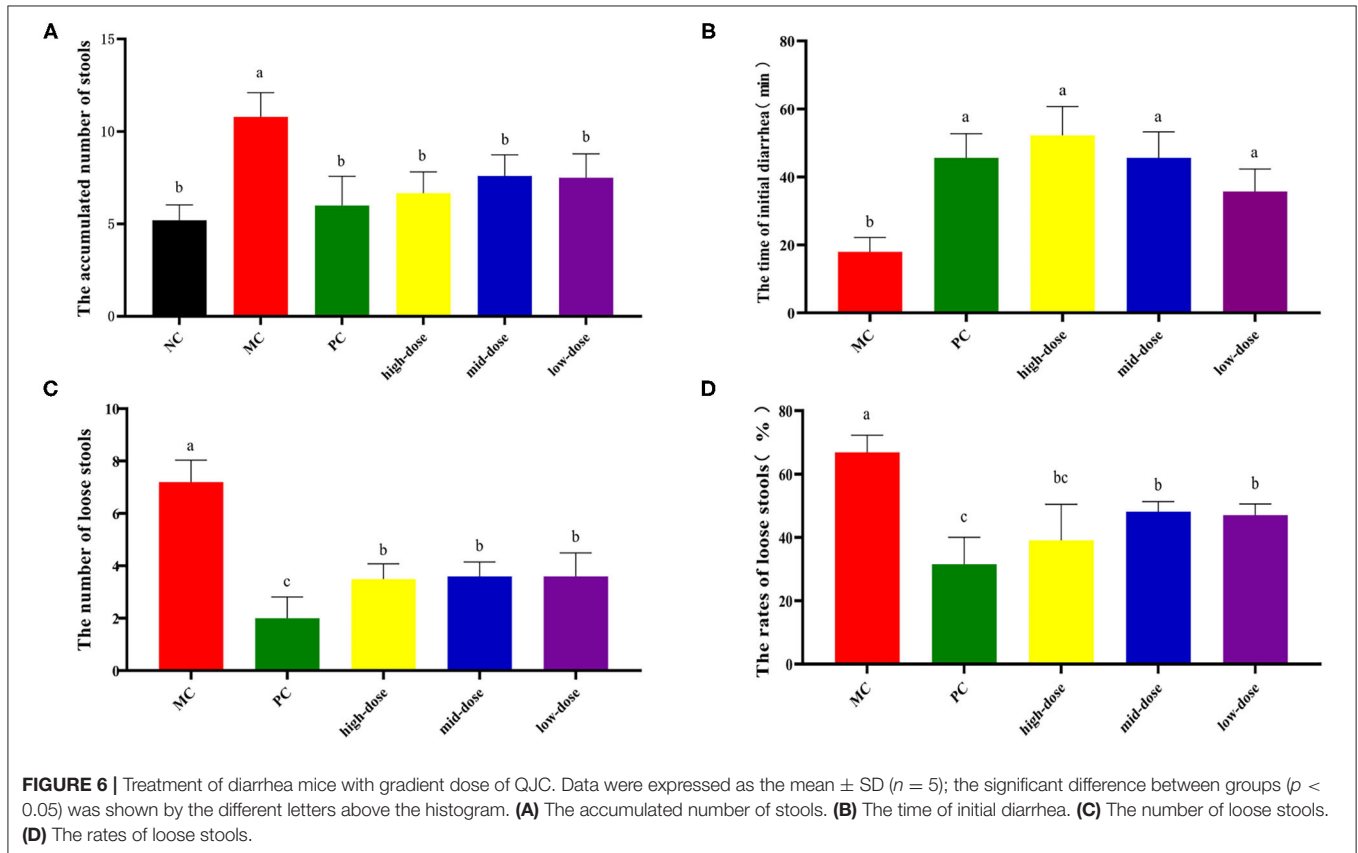 A
The accumulated number of stools
15
10
5
0
a
b
b
b
b
b
NC
MC
PC
high-dose
mid-dose
low-dose
B
The time of initial diarrhea（min）
80
60
40
20
0
b
a
a
a
a
MC
PC
high-dose
mid-dose
low-dose
C
The number of loose stools
10
8
6
4
2
0
a
c
b
b
b
MC
PC
high-dose
mid-dose
low-dose
D
The rates of loose stools（ %）
80
60
40
20
0
a
c
bc
b
b
MC
PC
high-dose
mid-dose
low-dose
FIGURE 6 | Treatment of diarrhea mice with gradient dose of QJC. Data were expressed as the mean ± SD (n = 5); the significant difference between groups (p <
0.05) was shown by the different letters above the histogram. (A) The accumulated number of stools. (B) The time of initial diarrhea. (C) The number of loose stools.
(D) The rates of loose stools.